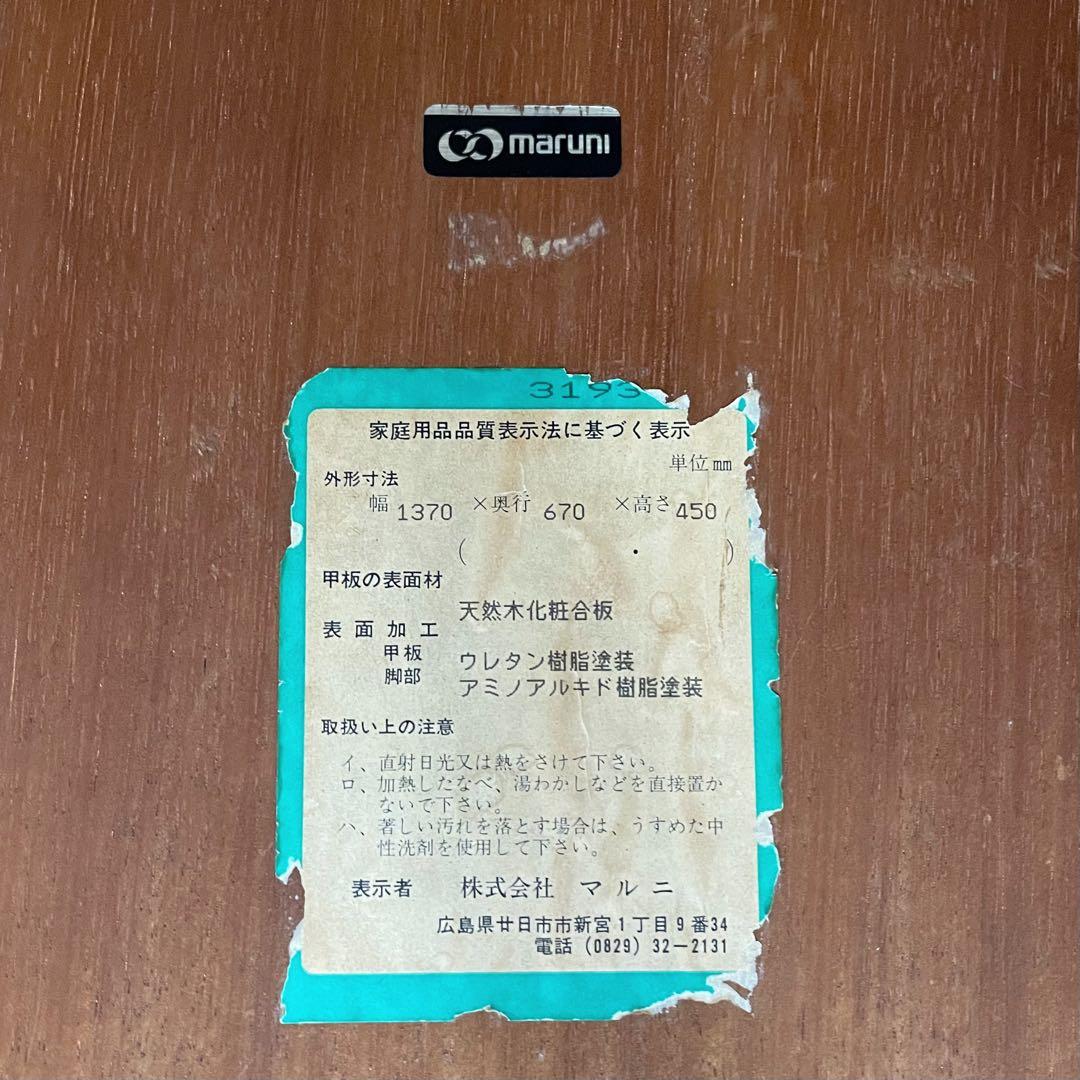 maruni
3193
家庭用品品質表示法に基づく表示
単位mm
外形寸法
幅1370 ×奥行 670 ×高さ450
( ・ )
甲板の表面材
天然木化粧合板
表面加工
甲板 ウレタン樹脂塗装
脚部 アミノアルキド樹脂塗装
取扱い上の注意
イ、直射日光又は熱をさけて下さい。
ロ、加熱したなべ、湯わかしなどを直接置か
ないで下さい。
ハ、著しい汚れを落とす場合は、うすめた中
性洗剤を使用して下さい。
表示者 株式会社 マルニ
広島県廿日市市新宮1丁目9番34
電話 (0829) 32-2131